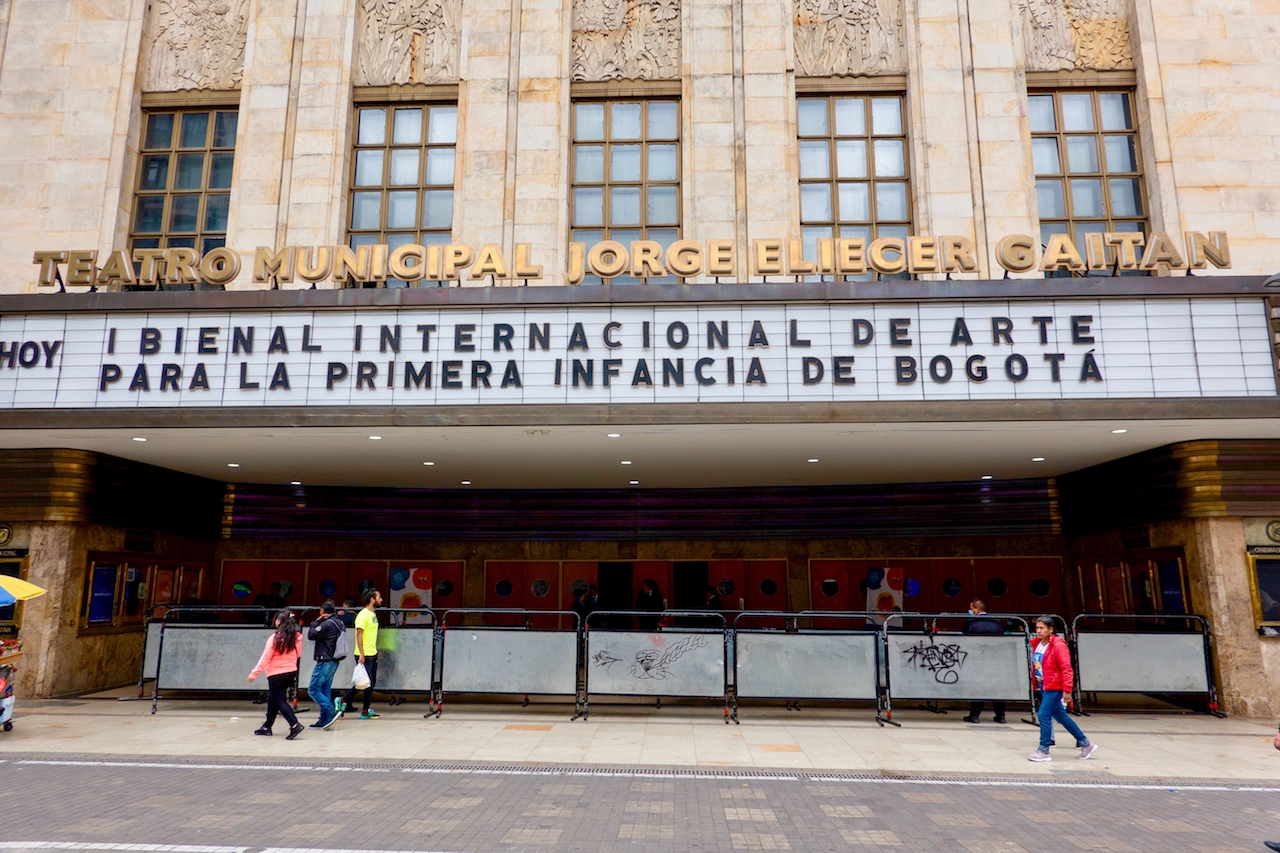 TEATRO MUNICIPAL JORGE ELIECER GAITAN
HOY
I BIENAL INTERNACIONAL DE ARTE
PARA LA PRIMERA INFANCIA DE BOGOTÁ